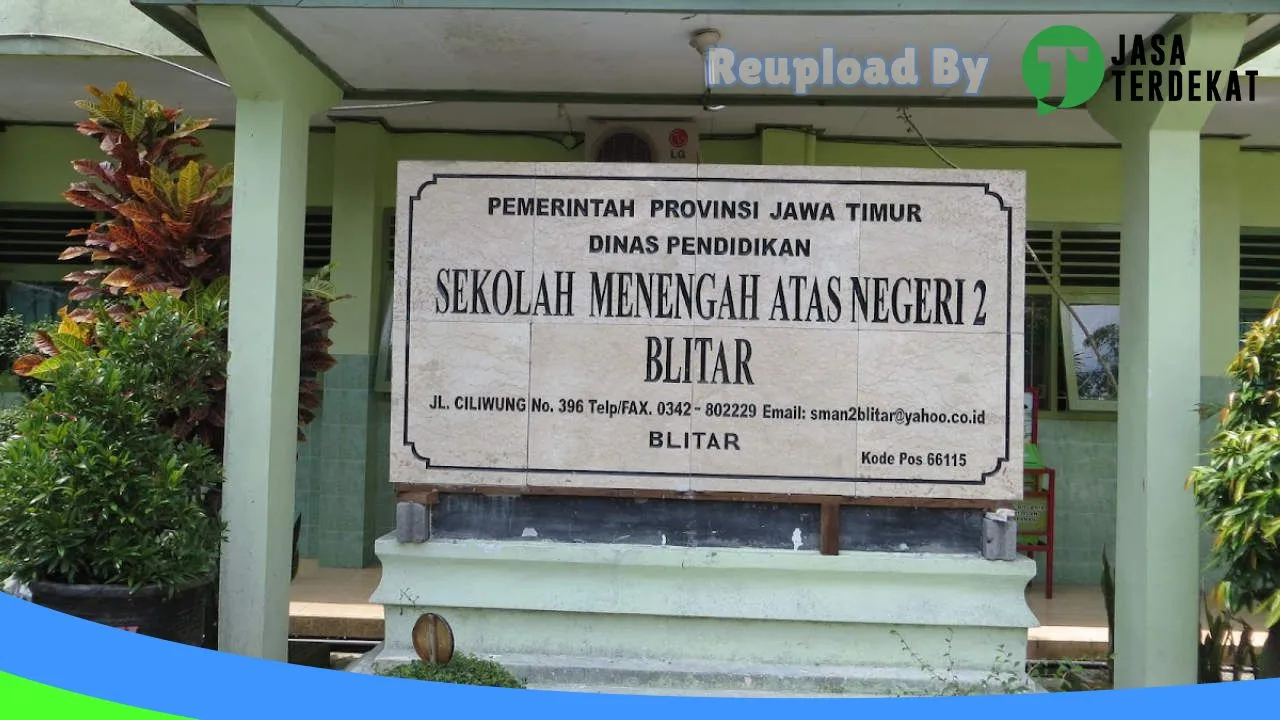 Reupload By
JASA
TERDEKAT
LG
PEMERINTAH PROVINSI JAWA TIMUR
DINAS PENDIDIKAN
SEKOLAH MENENGAH ATAS NEGERI 2
BLITAR
JL. CILIWUNG No. 396 Telp/FAX. 0342 - 802229 Email: sman2blitar@yahoo.co.id
BLITAR
Kode Pos 66115